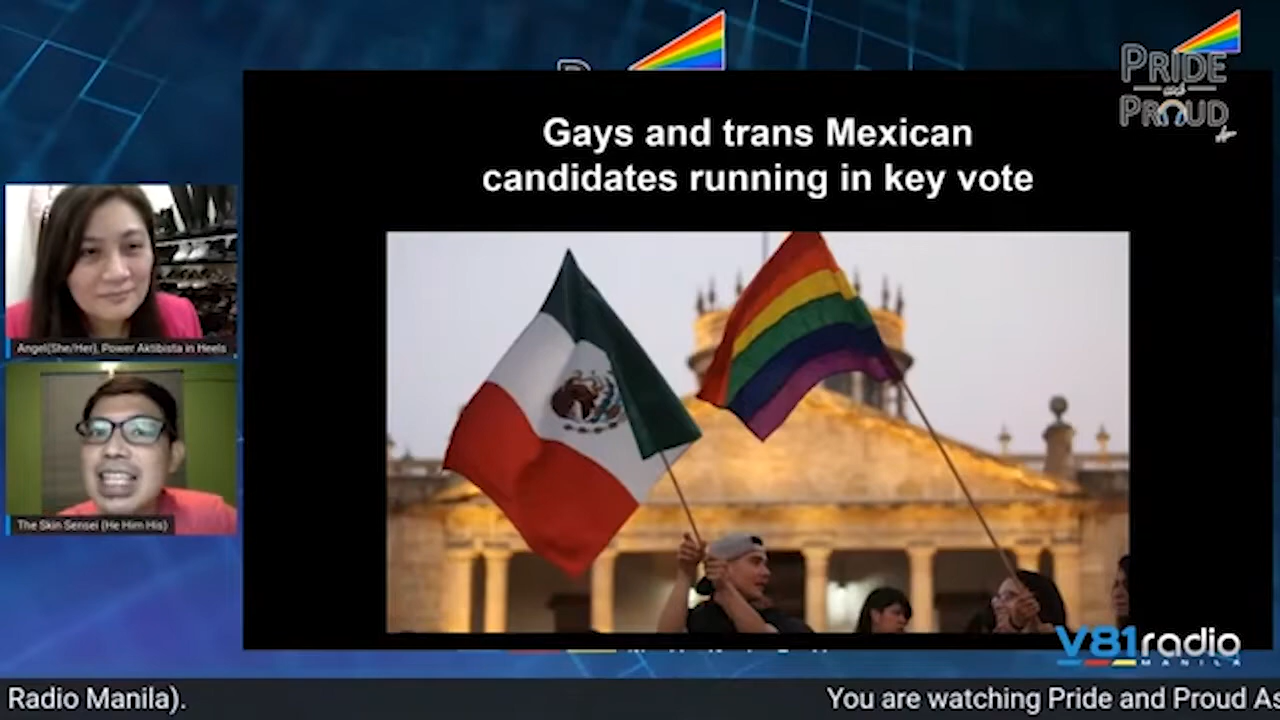 PRIDE
and
PROUD
Gays and trans Mexican
candidates running in key vote
Angel(She/Her), Power Aktibista in Heels
The Skin Sensei (He Him His)
V81radio
MANILA
Radio Manila).
You are watching Pride and Proud As